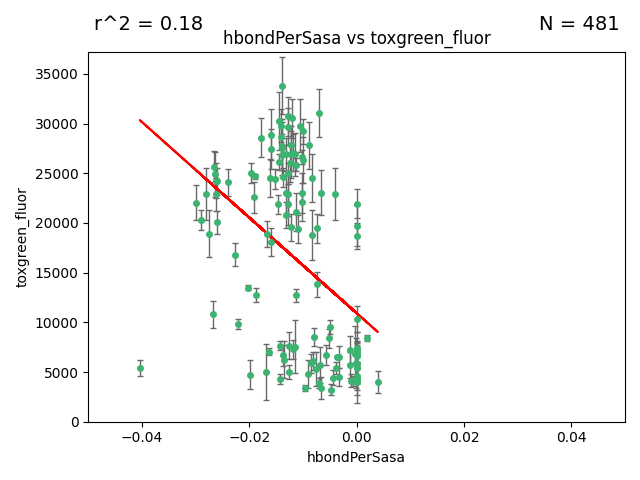 r^2 = 0.18
N = 481
hbondPerSasa vs toxgreen_fluor
35000
30000
25000
20000
15000
10000
5000
0
toxgreen_fluor
−0.04
−0.02
0.00
0.02
0.04
hbondPerSasa